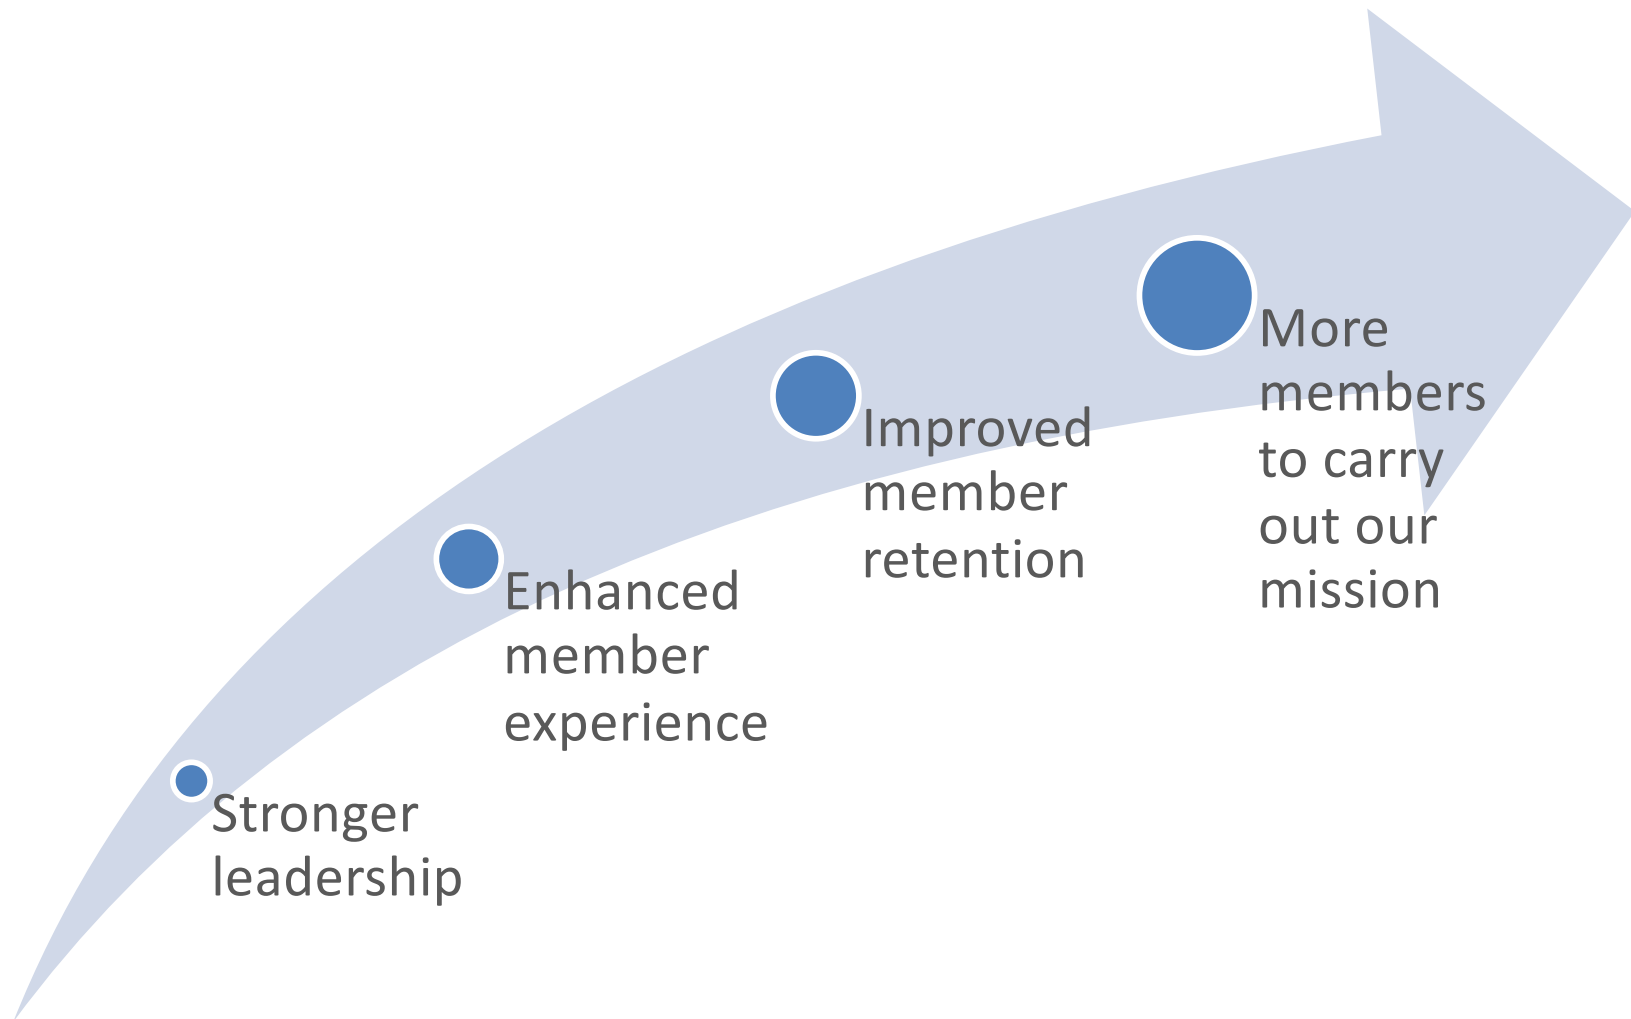 Stronger
leadership
Enhanced
member
experience
Improved
member
retention
More
members
to carry
out our
mission